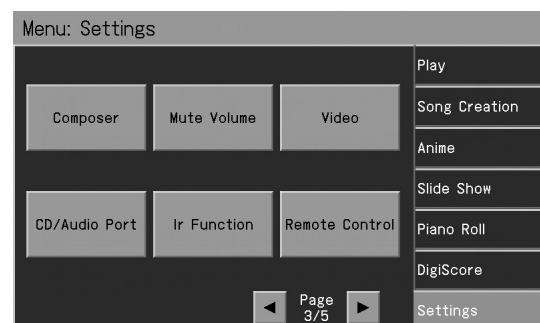 Menu: Settings
Composer
Mute Volume
Video
CD/Audio Port
Ir Function
Remote Control
◀ Page ▶
3/5
Play
Song Creation
Anime
Slide Show
Piano Roll
DigiScore
Settings